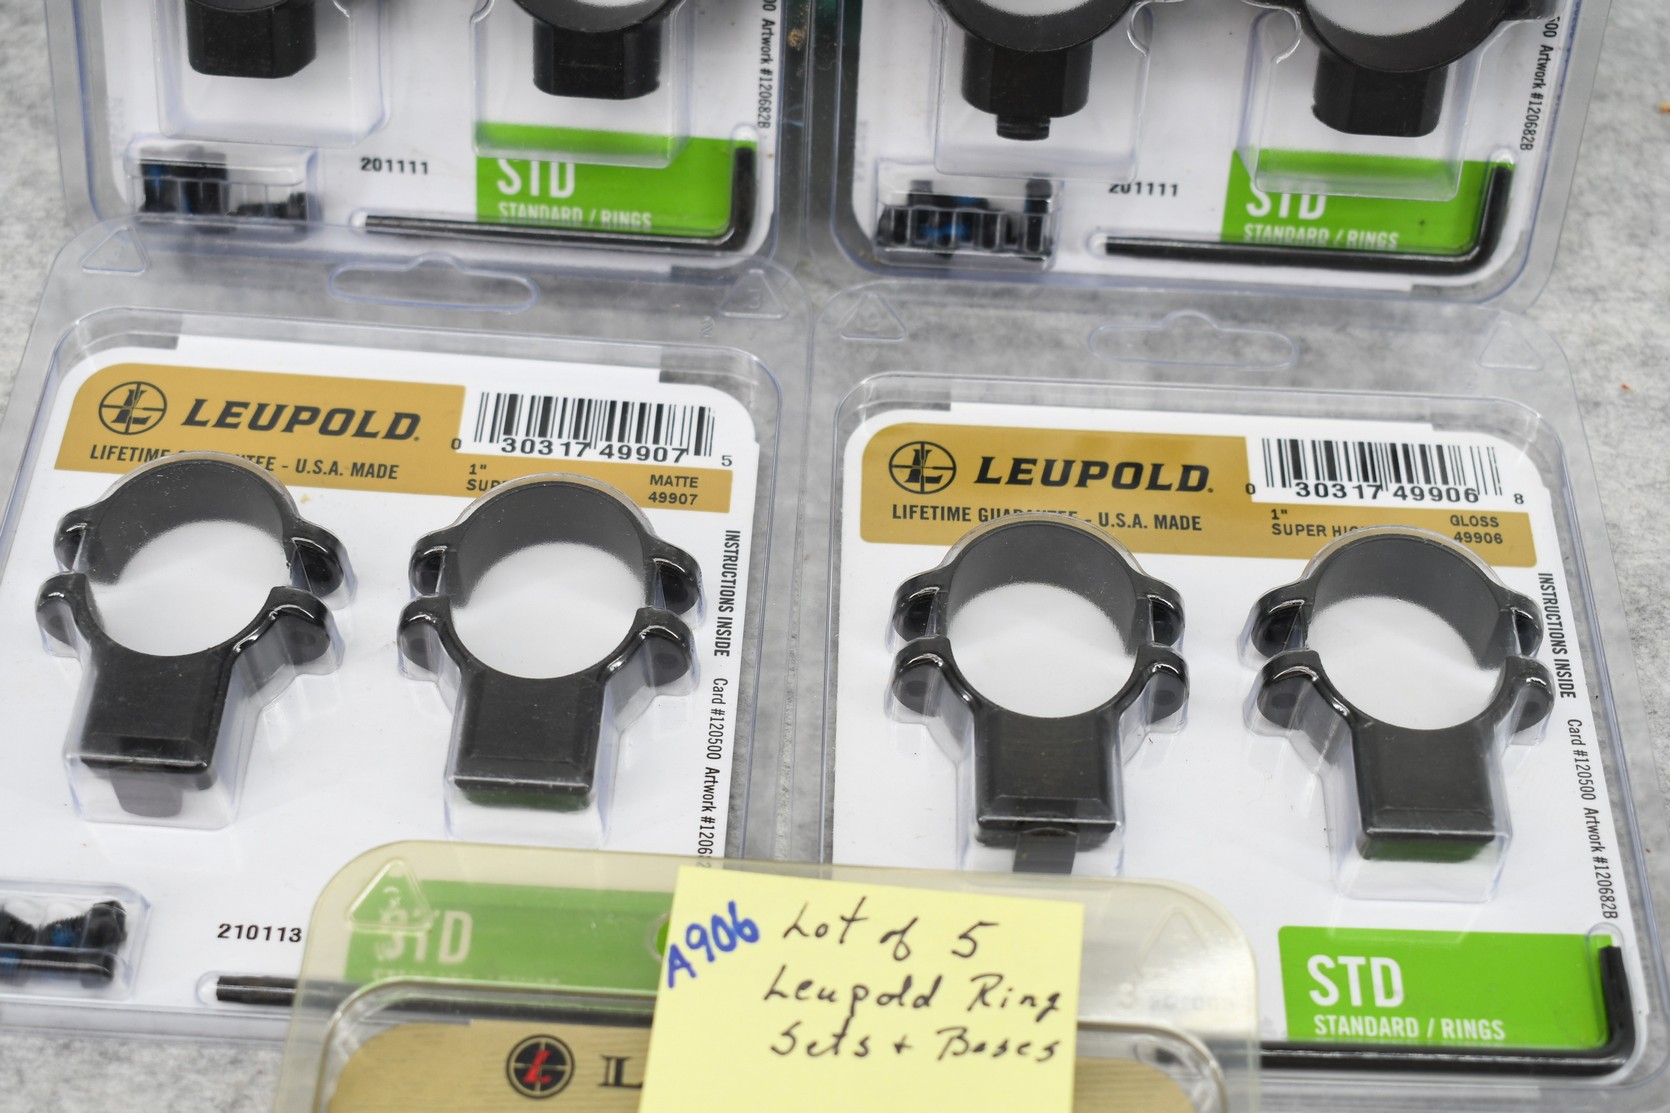 201111
STD
STANDARD / RINGS
00 Artwork #120682B
201111
STD
STANDARD / RINGS
500 Artwork #120682B
LEUPOLD
LIFETIME - U.S.A. MADE
0 30317 49907 5
1"
MATTE
49907
INSTRUCTIONS INSIDE
Card #120500 Artwork
210113
LEUPOLD
LIFETIME GUARANTEE - U.S.A. MADE
0 30317 49906 8
1"
SUPER
GLOSS
49906
INSTRUCTIONS INSIDE
Card #120500 Artwork #120682B
STD
STANDARD / RINGS
STD
L
A906
Lot of 5
Leupold Ring
Sets + Bases